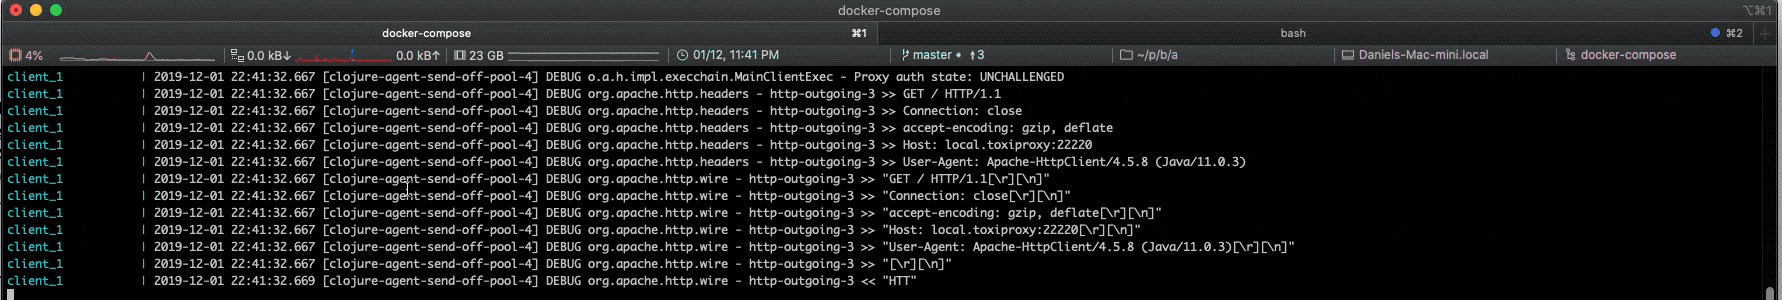 docker-compose
⌥⌘1
docker-compose ⌘1
bash ⌘2
4% 0.0 kB↓ 0.0 kB↑ 23 GB 01/12, 11:41 PM master • ⬆3 ~/p/b/a Daniels-Mac-mini.local docker-compose
client_1 | 2019-12-01 22:41:32.667 [clojure-agent-send-off-pool-4] DEBUG o.a.h.impl.execchain.MainClientExec - Proxy auth state: UNCHALLENGED
client_1 | 2019-12-01 22:41:32.667 [clojure-agent-send-off-pool-4] DEBUG org.apache.http.headers - http-outgoing-3 >> GET / HTTP/1.1
client_1 | 2019-12-01 22:41:32.667 [clojure-agent-send-off-pool-4] DEBUG org.apache.http.headers - http-outgoing-3 >> Connection: close
client_1 | 2019-12-01 22:41:32.667 [clojure-agent-send-off-pool-4] DEBUG org.apache.http.headers - http-outgoing-3 >> accept-encoding: gzip, deflate
client_1 | 2019-12-01 22:41:32.667 [clojure-agent-send-off-pool-4] DEBUG org.apache.http.headers - http-outgoing-3 >> Host: local.toxiproxy:22220
client_1 | 2019-12-01 22:41:32.667 [clojure-agent-send-off-pool-4] DEBUG org.apache.http.headers - http-outgoing-3 >> User-Agent: Apache-HttpClient/4.5.8 (Java/11.0.3)
client_1 | 2019-12-01 22:41:32.667 [clojure-agent-send-off-pool-4] DEBUG org.apache.http.wire - http-outgoing-3 >> "GET / HTTP/1.1[\r][\n]"
client_1 | 2019-12-01 22:41:32.667 [clojure-agent-send-off-pool-4] DEBUG org.apache.http.wire - http-outgoing-3 >> "Connection: close[\r][\n]"
client_1 | 2019-12-01 22:41:32.667 [clojure-agent-send-off-pool-4] DEBUG org.apache.http.wire - http-outgoing-3 >> "accept-encoding: gzip, deflate[\r][\n]"
client_1 | 2019-12-01 22:41:32.667 [clojure-agent-send-off-pool-4] DEBUG org.apache.http.wire - http-outgoing-3 >> "Host: local.toxiproxy:22220[\r][\n]"
client_1 | 2019-12-01 22:41:32.667 [clojure-agent-send-off-pool-4] DEBUG org.apache.http.wire - http-outgoing-3 >> "User-Agent: Apache-HttpClient/4.5.8 (Java/11.0.3)[\r][\n]"
client_1 | 2019-12-01 22:41:32.667 [clojure-agent-send-off-pool-4] DEBUG org.apache.http.wire - http-outgoing-3 >> "[\r][\n]"
client_1 | 2019-12-01 22:41:32.669 [clojure-agent-send-off-pool-4] DEBUG org.apache.http.wire - http-outgoing-3 << "HTT"